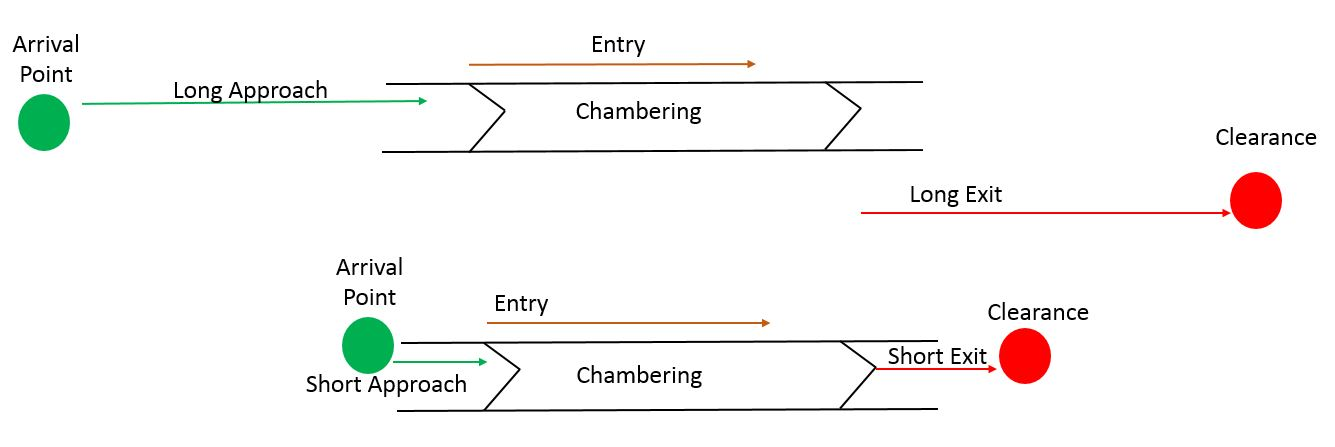 Arrival
Point
Long Approach
Entry
Chambering
Clearance
Long Exit
Arrival
Point
Short Approach
Entry
Chambering
Clearance
Short Exit